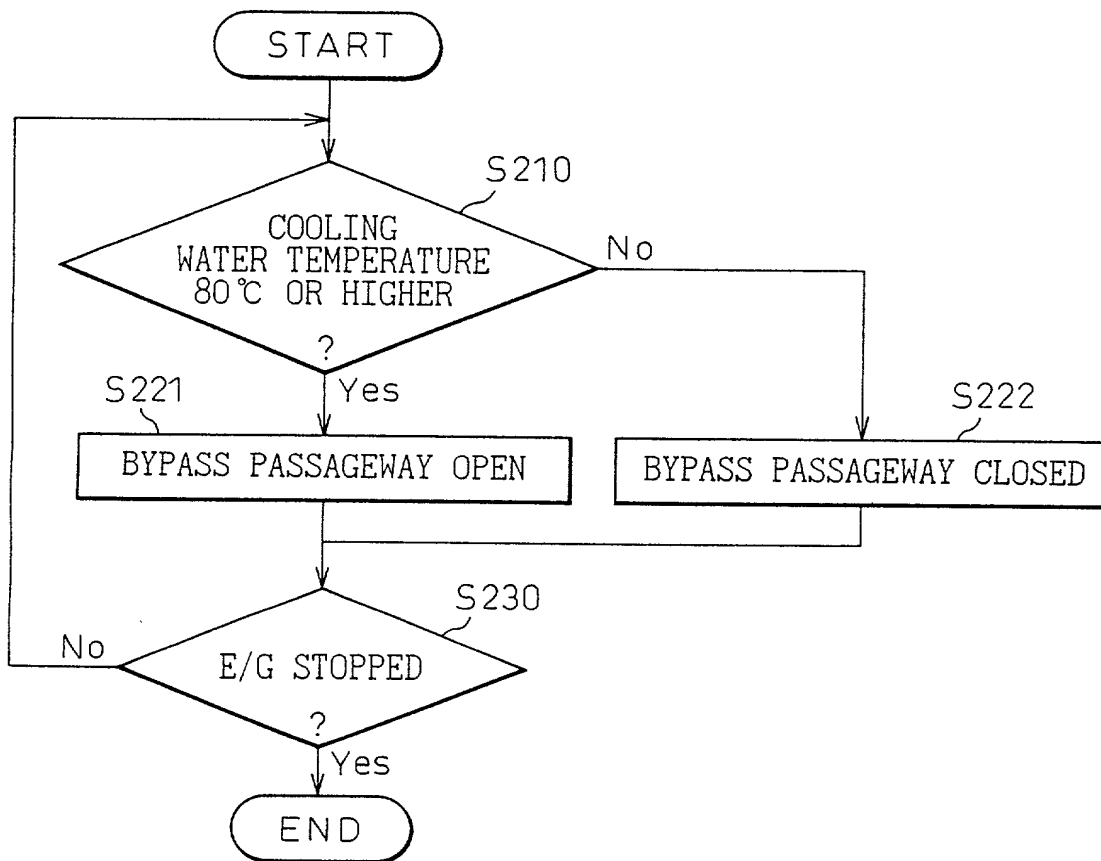 START
S210
COOLING
WATER TEMPERATURE
80℃ OR HIGHER
?
No
Yes
S221
S222
BYPASS PASSAGEWAY OPEN
BYPASS PASSAGEWAY CLOSED
S230
No
E/G STOPPED
?
Yes
END